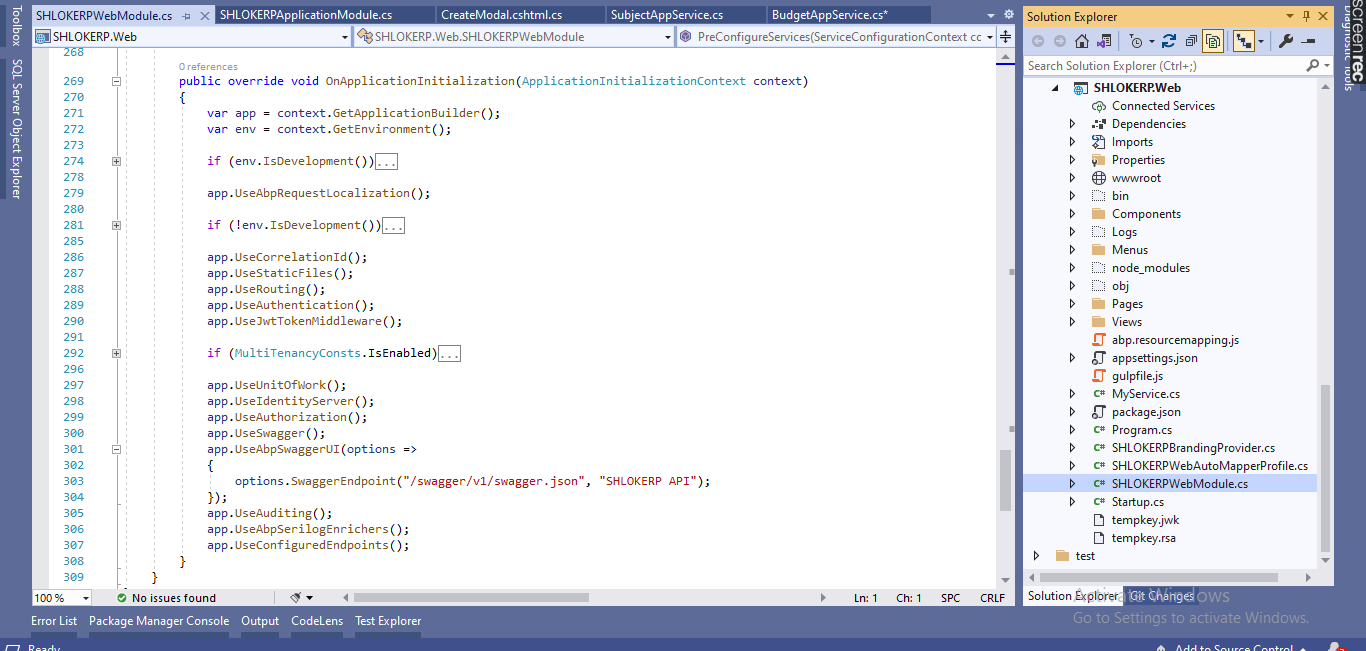 SHLOKERPWebModule.cs
SHLOKERPApplicationModule.cs
CreateModal.cshtml.cs
SubjectAppService.cs
BudgetAppService.cs*
SHLOKERP.Web
SHLOKERP.Web.SHLOKERPWebModule
PreConfigureServices(ServiceConfigurationContext cc
Toolbox
SQL Server Object Explorer
268
0 references
269 public override void OnApplicationInitialization(ApplicationInitializationContext context)
270 {
271 var app = context.GetApplicationBuilder();
272 var env = context.GetEnvironment();
273
274 if (env.IsDevelopment())...
278
279 app.UseAbpRequestLocalization();
280
281 if (!env.IsDevelopment())...
285
286 app.UseCorrelationId();
287 app.UseStaticFiles();
288 app.UseRouting();
289 app.UseAuthentication();
290 app.UseJwtTokenMiddleware();
291
292 if (MultiTenancyConsts.IsEnabled)...
296
297 app.UseUnitOfWork();
298 app.UseIdentityServer();
299 app.UseAuthorization();
300 app.UseSwagger();
301 app.UseAbpSwaggerUI(options =>
302 {
303 options.SwaggerEndpoint("/swagger/v1/swagger.json", "SHLOKERP API");
304 });
305 app.UseAuditing();
306 app.UseAbpSerilogEnrichers();
307 app.UseConfiguredEndpoints();
308 }
309 }
100 %
No issues found
Ln: 1 Ch: 1 SPC CRLF
Error List Package Manager Console Output CodeLens Test Explorer
Ready
Solution Explorer
Search Solution Explorer (Ctrl+;)
SHLOKERP.Web
Connected Services
Dependencies
Imports
Properties
wwwroot
bin
Components
Logs
Menus
node_modules
obj
Pages
Views
abp.resourcemapping.js
appsettings.json
gulpfile.js
MyService.cs
package.json
Program.cs
SHLOKERPBrandingProvider.cs
SHLOKERPWebAutoMapperProfile.cs
SHLOKERPWebModule.cs
Startup.cs
tempkey.jwk
tempkey.rsa
test
Solution Explorer Git Changes
Activate Windows
Go to Settings to activate Windows.
Add to Source Control
Diagnostic Tools
screenrec